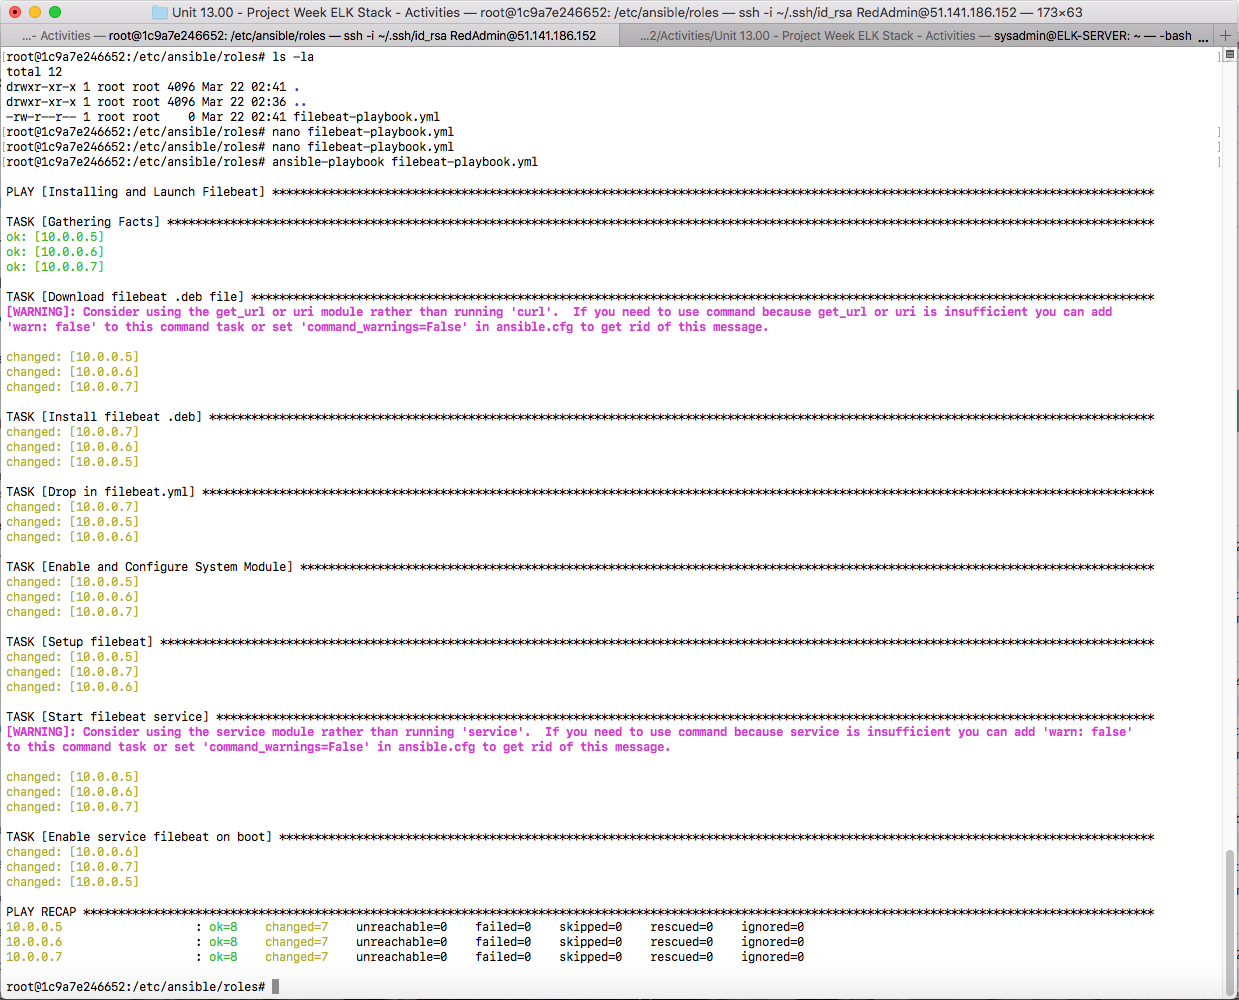 Unit 13.00 - Project Week ELK Stack - Activities — root@1c9a7e246652: /etc/ansible/roles — ssh -i ~/.ssh/id_rsa RedAdmin@51.141.186.152 — 173×63
...- Activities — root@1c9a7e246652: /etc/ansible/roles — ssh -i ~/.ssh/id_rsa RedAdmin@51.141.186.152
...2/Activities/Unit 13.00 - Project Week ELK Stack - Activities — sysadmin@ELK-SERVER: ~ — -bash ... +
[root@1c9a7e246652:/etc/ansible/roles# ls -la ]
total 12
drwxr-xr-x 1 root root 4096 Mar 22 02:41 .
drwxr-xr-x 1 root root 4096 Mar 22 02:36 ..
-rw-r--r-- 1 root root    0 Mar 22 02:41 filebeat-playbook.yml
[root@1c9a7e246652:/etc/ansible/roles# nano filebeat-playbook.yml ]
[root@1c9a7e246652:/etc/ansible/roles# nano filebeat-playbook.yml ]
[root@1c9a7e246652:/etc/ansible/roles# ansible-playbook filebeat-playbook.yml ]
PLAY [Installing and Launch Filebeat] ******************************************************************************************************************************
TASK [Gathering Facts] *********************************************************************************************************************************************
ok: [10.0.0.5]
ok: [10.0.0.6]
ok: [10.0.0.7]
TASK [Download filebeat .deb file] *********************************************************************************************************************************
[WARNING]: Consider using the get_url or uri module rather than running 'curl'.  If you need to use command because get_url or uri is insufficient you can add
'warn: false' to this command task or set 'command_warnings=False' in ansible.cfg to get rid of this message.
changed: [10.0.0.5]
changed: [10.0.0.6]
changed: [10.0.0.7]
TASK [Install filebeat .deb] ***************************************************************************************************************************************
changed: [10.0.0.7]
changed: [10.0.0.6]
changed: [10.0.0.5]
TASK [Drop in filebeat.yml] ****************************************************************************************************************************************
changed: [10.0.0.7]
changed: [10.0.0.5]
changed: [10.0.0.6]
TASK [Enable and Configure System Module] **************************************************************************************************************************
changed: [10.0.0.5]
changed: [10.0.0.6]
changed: [10.0.0.7]
TASK [Setup filebeat] **********************************************************************************************************************************************
changed: [10.0.0.5]
changed: [10.0.0.7]
changed: [10.0.0.6]
TASK [Start filebeat service] **************************************************************************************************************************************
[WARNING]: Consider using the service module rather than running 'service'.  If you need to use command because service is insufficient you can add 'warn: false'
to this command task or set 'command_warnings=False' in ansible.cfg to get rid of this message.
changed: [10.0.0.5]
changed: [10.0.0.6]
changed: [10.0.0.7]
TASK [Enable service filebeat on boot] *****************************************************************************************************************************
changed: [10.0.0.6]
changed: [10.0.0.7]
changed: [10.0.0.5]
PLAY RECAP *********************************************************************************************************************************************************
10.0.0.5                   : ok=8    changed=7    unreachable=0    failed=0    skipped=0    rescued=0    ignored=0
10.0.0.6                   : ok=8    changed=7    unreachable=0    failed=0    skipped=0    rescued=0    ignored=0
10.0.0.7                   : ok=8    changed=7    unreachable=0    failed=0    skipped=0    rescued=0    ignored=0
root@1c9a7e246652:/etc/ansible/roles#